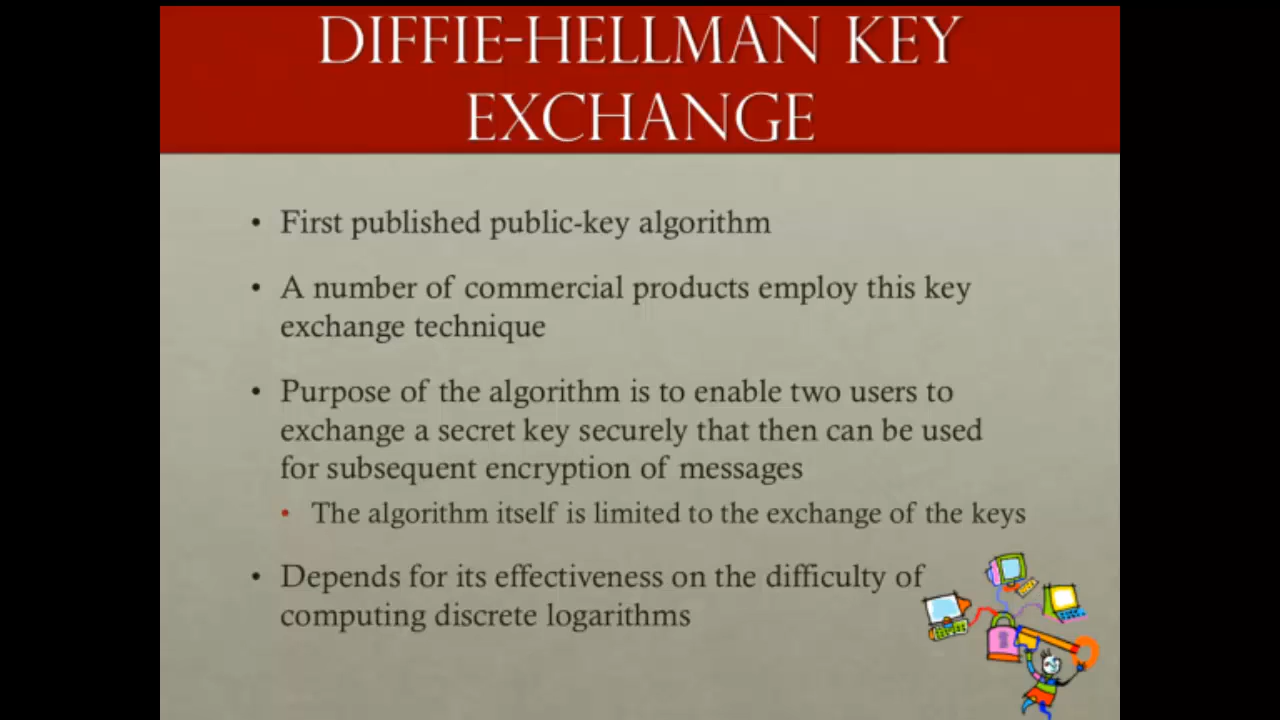 DIFFIE-HELLMAN KEY
EXCHANGE
• First published public-key algorithm
• A number of commercial products employ this key
exchange technique
• Purpose of the algorithm is to enable two users to
exchange a secret key securely that then can be used
for subsequent encryption of messages
• The algorithm itself is limited to the exchange of the keys
• Depends for its effectiveness on the difficulty of
computing discrete logarithms